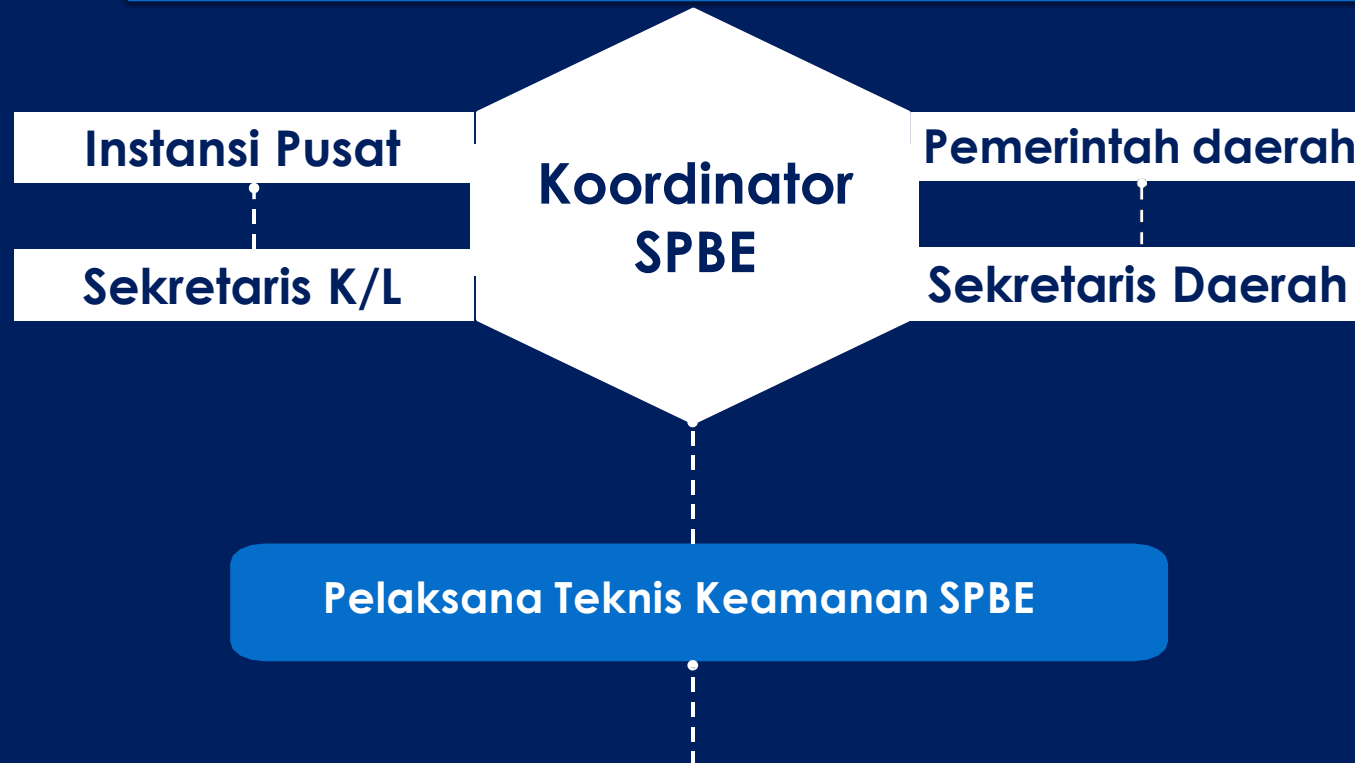 Instansi Pusat
Sekretaris K/L
Koordinator
SPBE
Pemerintah daerah
Sekretaris Daerah
Pelaksana Teknis Keamanan SPBE